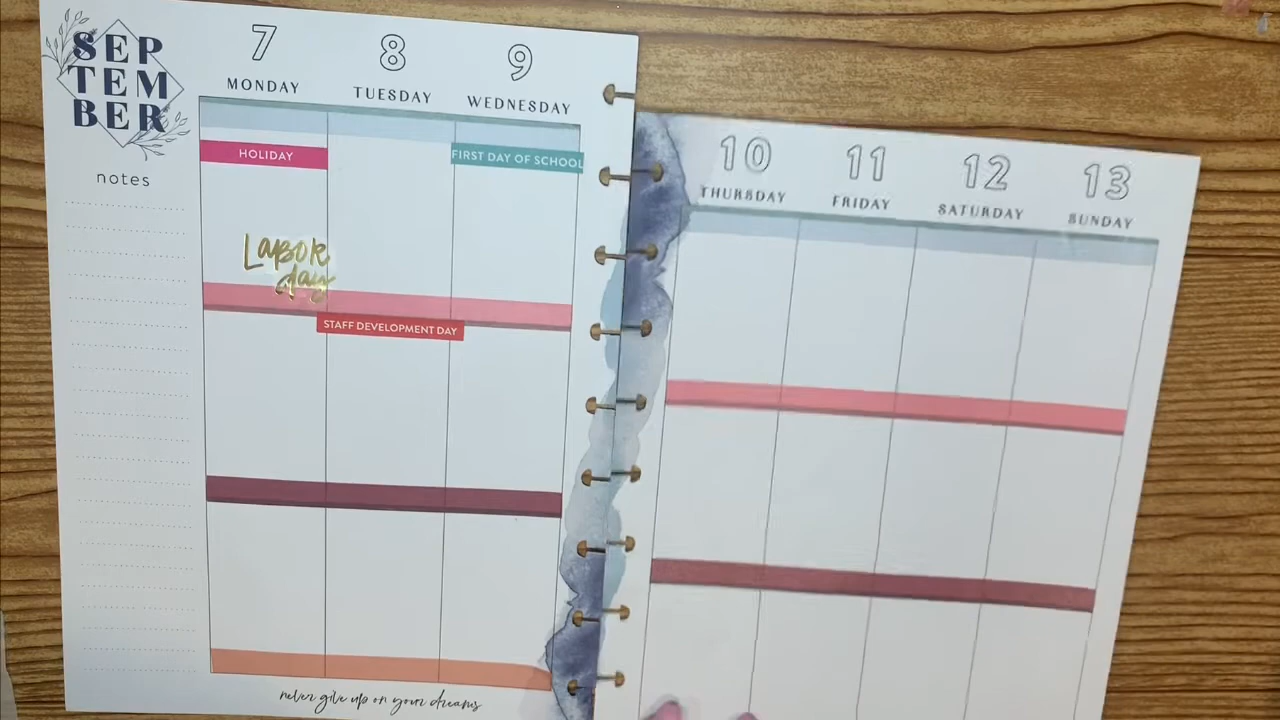 SEP
TEM
BER
notes
7
MONDAY
8
TUESDAY
9
WEDNESDAY
HOLIDAY
FIRST DAY OF SCHOOL
LABOR
day
STAFF DEVELOPMENT DAY
never give up on your dreams
10
THURSDAY
11
FRIDAY
12
SATURDAY
13
SUNDAY